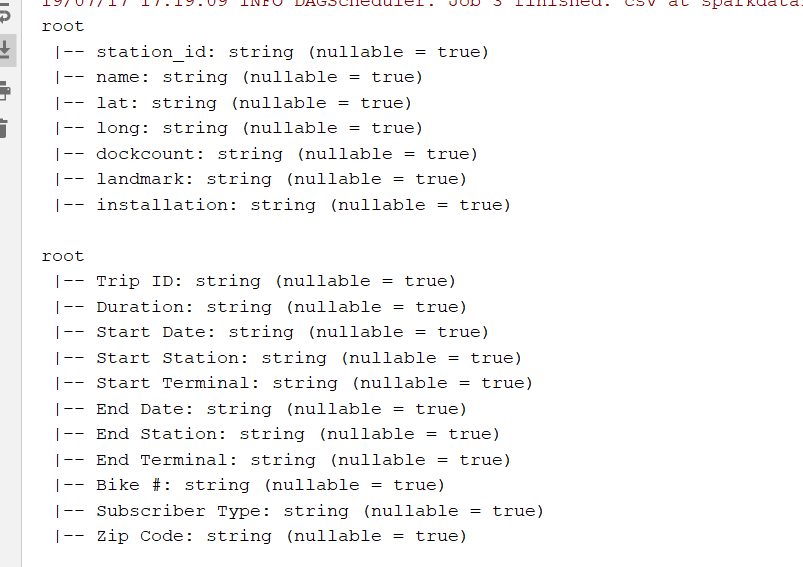 19/07/17 17:19:09 INFO DAGScheduler: Job 3 finished: csv at sparkdata
root
 |-- station_id: string (nullable = true)
 |-- name: string (nullable = true)
 |-- lat: string (nullable = true)
 |-- long: string (nullable = true)
 |-- dockcount: string (nullable = true)
 |-- landmark: string (nullable = true)
 |-- installation: string (nullable = true)

root
 |-- Trip ID: string (nullable = true)
 |-- Duration: string (nullable = true)
 |-- Start Date: string (nullable = true)
 |-- Start Station: string (nullable = true)
 |-- Start Terminal: string (nullable = true)
 |-- End Date: string (nullable = true)
 |-- End Station: string (nullable = true)
 |-- End Terminal: string (nullable = true)
 |-- Bike #: string (nullable = true)
 |-- Subscriber Type: string (nullable = true)
 |-- Zip Code: string (nullable = true)